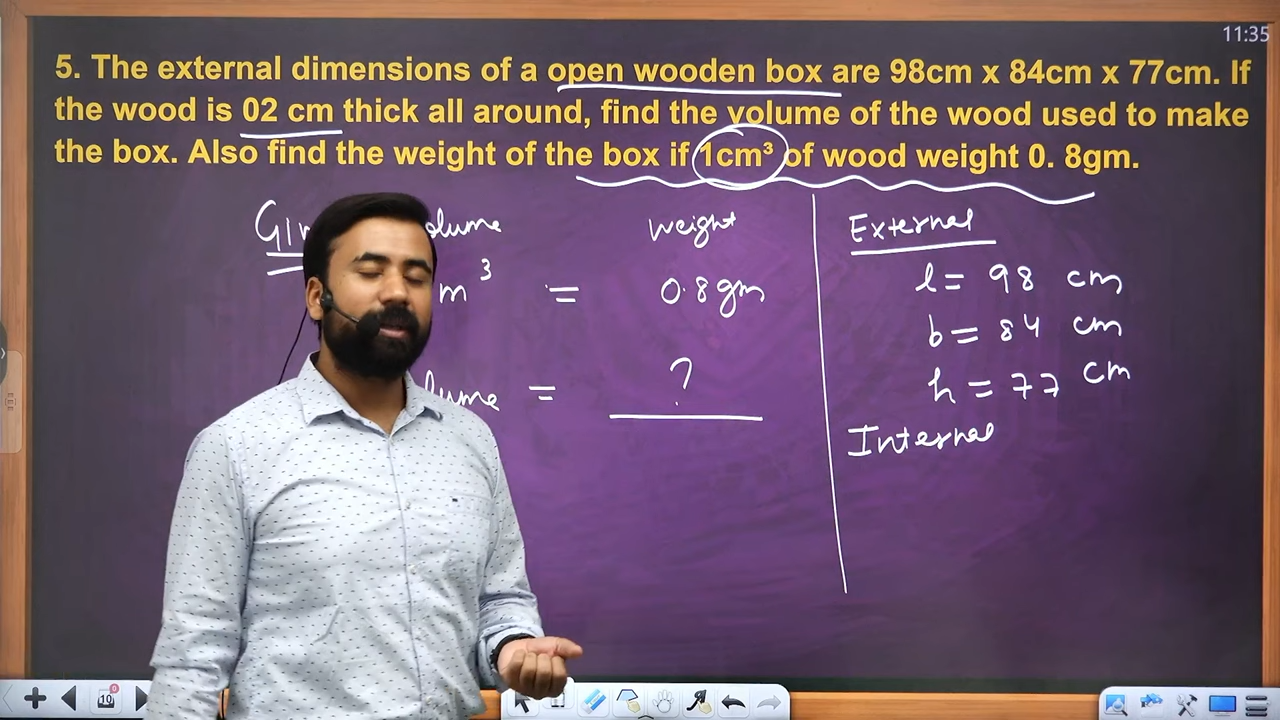 11:35
5. The external dimensions of a open wooden box are 98cm x 84cm x 77cm. If
the wood is 02 cm thick all around, find the volume of the wood used to make
the box. Also find the weight of the box if 1cm³ of wood weight 0. 8gm.
weight
= 0.8gm
= ?
External
l = 98 cm
b = 84 cm
h = 77 cm
Internal
10